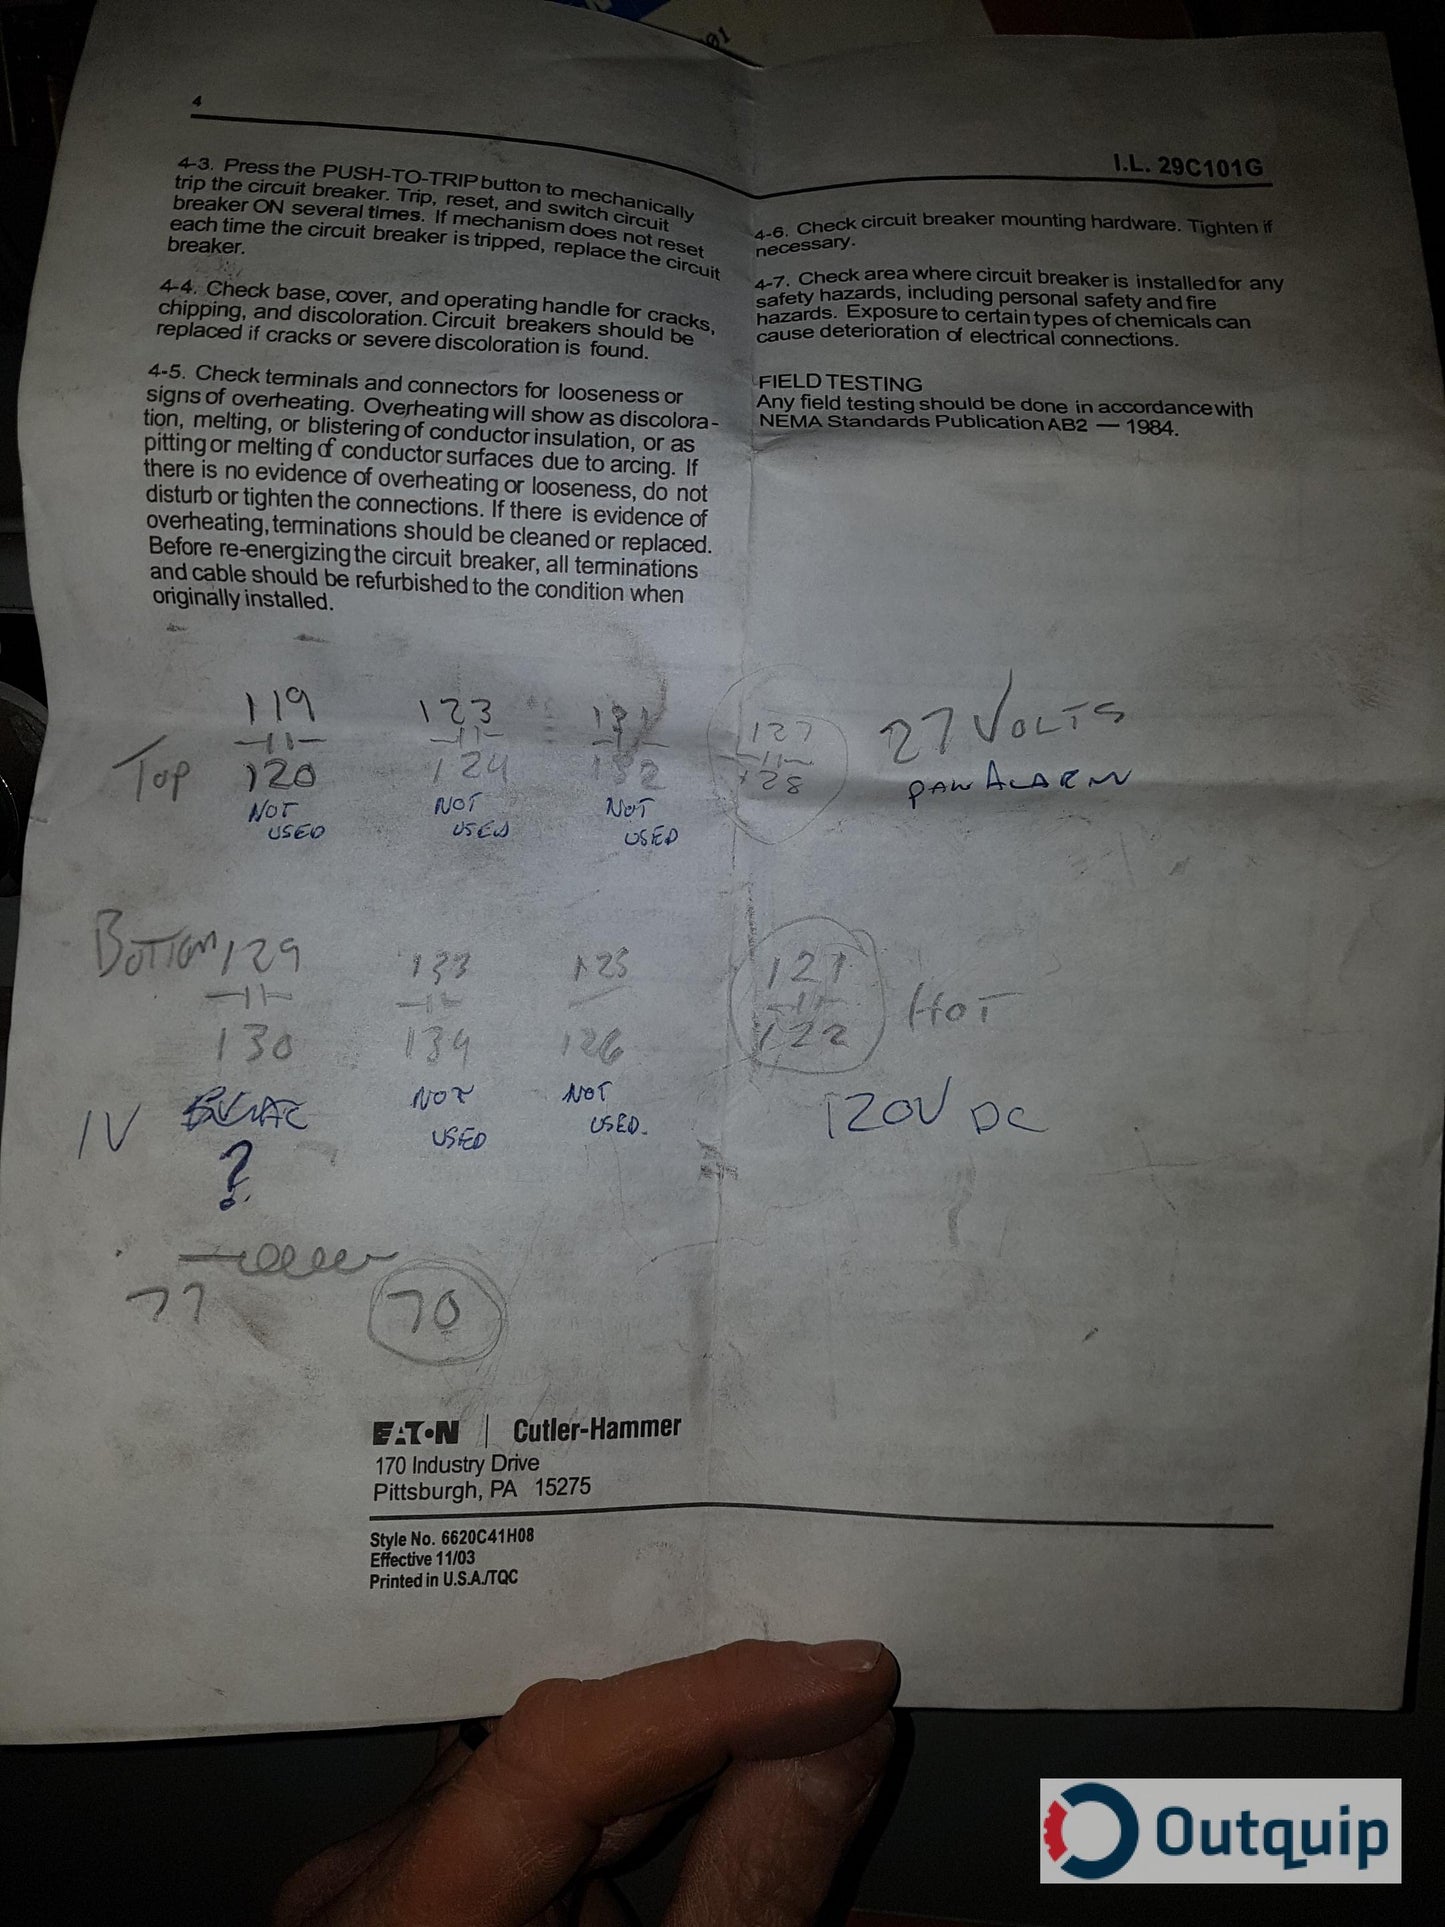 4
I.L. 29C101G
4-3. Press the PUSH-TO-TRIP button to mechanically
trip the circuit breaker. Trip, reset, and switch circuit
breaker ON several times. If mechanism does not reset
each time the circuit breaker is tripped, replace the circuit
breaker.
4-4. Check base, cover, and operating handle for cracks,
chipping, and discoloration. Circuit breakers should be
replaced if cracks or severe discoloration is found.
4-5. Check terminals and connectors for looseness or
signs of overheating. Overheating will show as discolora-
tion, melting, or blistering of conductor insulation, or as
pitting or melting of conductor surfaces due to arcing. If
there is no evidence of overheating or looseness, do not
disturb or tighten the connections. If there is evidence of
overheating, terminations should be cleaned or replaced.
Before re-energizing the circuit breaker, all terminations
and cable should be refurbished to the condition when
originally installed.
4-6. Check circuit breaker mounting hardware. Tighten if
necessary.
4-7. Check area where circuit breaker is installed for any
safety hazards, including personal safety and fire
hazards. Exposure to certain types of chemicals can
cause deterioration of electrical connections.
FIELD TESTING
Any field testing should be done in accordance with
NEMA Standards Publication AB2 — 1984.
119 123 131 127 27 VOLTS
TOP 120 124 132 128 ALARM
NOT NOT NOT
USED USED USED
BOTTOM 129 133 125 121 HOT
130 134 126 122
1V NOT NOT 120V DC
USED USED.
?
77 70
EATON | Cutler-Hammer
170 Industry Drive
Pittsburgh, PA 15275
Style No. 6620C41H08
Effective 11/03
Printed in U.S.A./TQC
Outquip